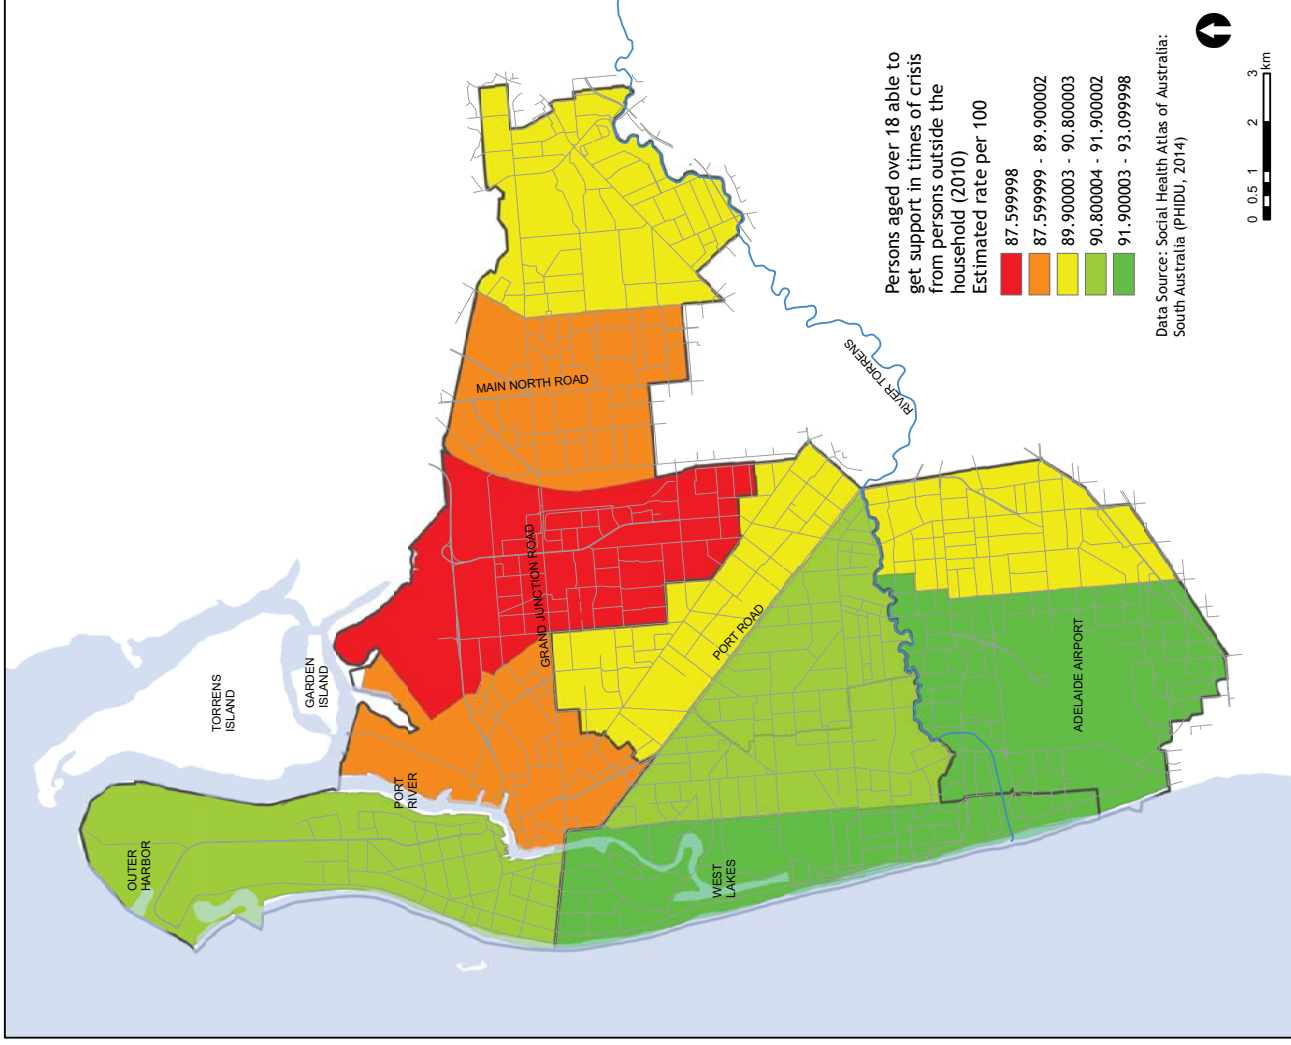 OUTER
HARBOR
TORRENS
ISLAND
GARDEN
ISLAND
PORT
RIVER
WEST
LAKES
GRAND JUNCTION ROAD
MAIN NORTH ROAD
PORT ROAD
RIVER TORRENS
ADELAIDE AIRPORT
Persons aged over 18 able to
get support in times of crisis
from persons outside the
household (2010)
Estimated rate per 100
87.599998
87.599999 - 89.900002
89.900003 - 90.800003
90.800004 - 91.900002
91.900003 - 93.099998
Data Source: Social Health Atlas of Australia:
South Australia (PHIDU, 2014)
0 0.5 1 2 3
km